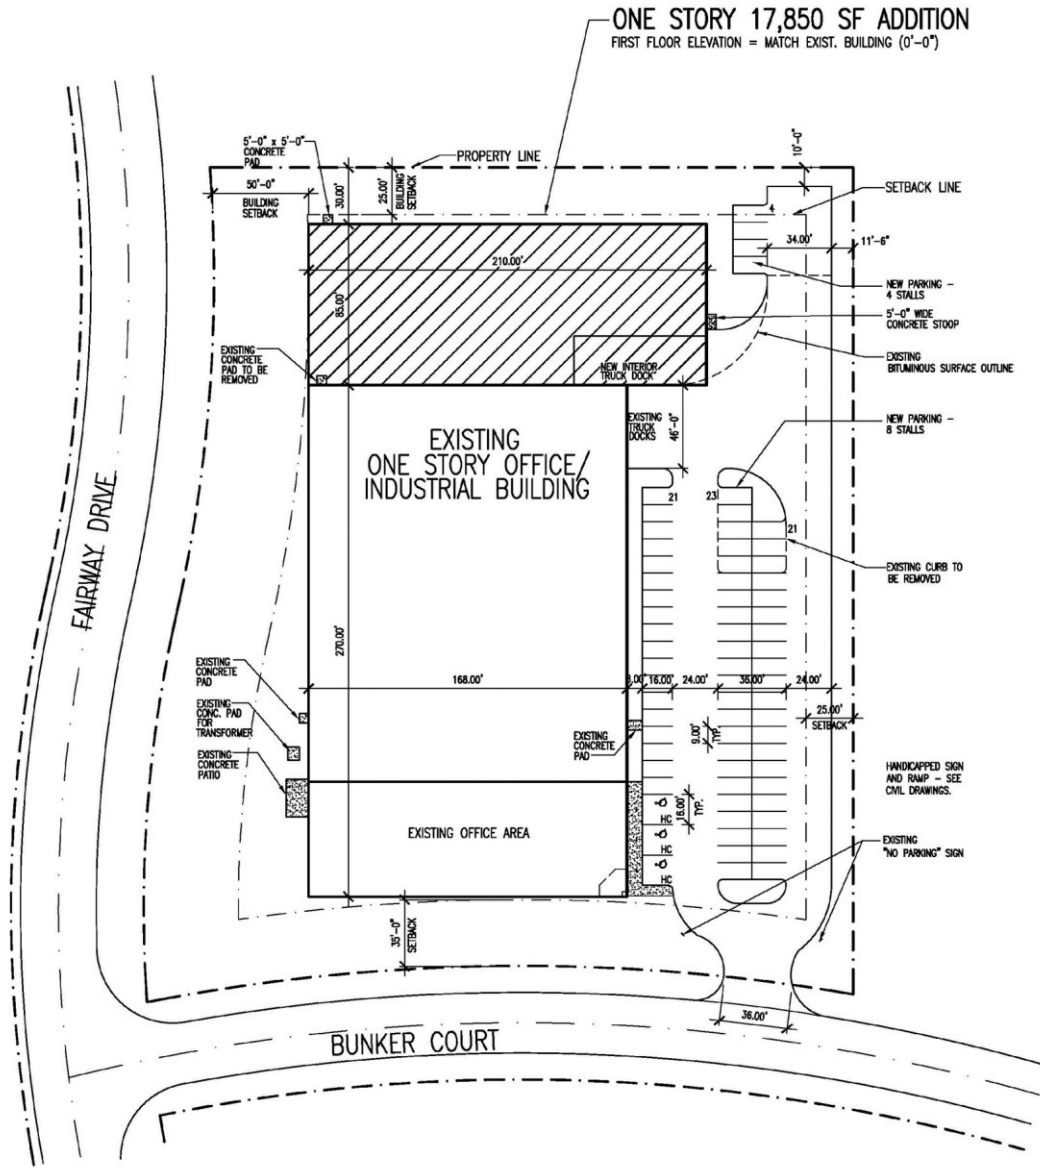 ONE STORY 17,850 SF ADDITION
FIRST FLOOR ELEVATION = MATCH EXIST. BUILDING (0'-0")
5'-0" x 5'-0"
CONCRETE
PAD
PROPERTY LINE
10'-0"
50'-0"
BUILDING
SETBACK
30.00'
25.00'
BUILDING
SETBACK
SETBACK LINE
4
34.00'
11'-6"
210.00'
85.00'
NEW PARKING -
4 STALLS
5'-0" WIDE
CONCRETE STOOP
EXISTING
BITUMINOUS SURFACE OUTLINE
EXISTING
CONCRETE
PAD TO BE
REMOVED
NEW INTERIOR
TRUCK DOCK
EXISTING
TRUCK
DOCKS
46'-0"
NEW PARKING -
8 STALLS
EXISTING
ONE STORY OFFICE/
INDUSTRIAL BUILDING
21
23
21
FAIRWAY DRIVE
EXISTING CURB TO
BE REMOVED
270.00'
EXISTING
CONCRETE
PAD
168.00'
8.00'
16.00'
24.00'
36.00'
24.00'
25.00'
SETBACK
EXISTING
CONC. PAD
FOR
TRANSFORMER
EXISTING
CONCRETE
PATIO
EXISTING
CONCRETE
PAD
9.00'
TYP.
HANDICAPPED SIGN
AND RAMP - SEE
CIVIL DRAWINGS.
16.00'
TYP.
HC
HC
HC
EXISTING OFFICE AREA
EXISTING
"NO PARKING" SIGN
35'-0"
SETBACK
36.00'
BUNKER COURT